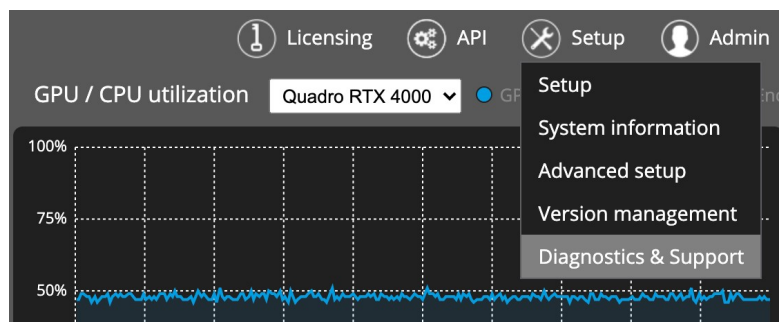 Licensing API Setup Admin
GPU / CPU utilization Quadro RTX 4000
Setup
System information
Advanced setup
Version management
Diagnostics & Support
100%
75%
50%